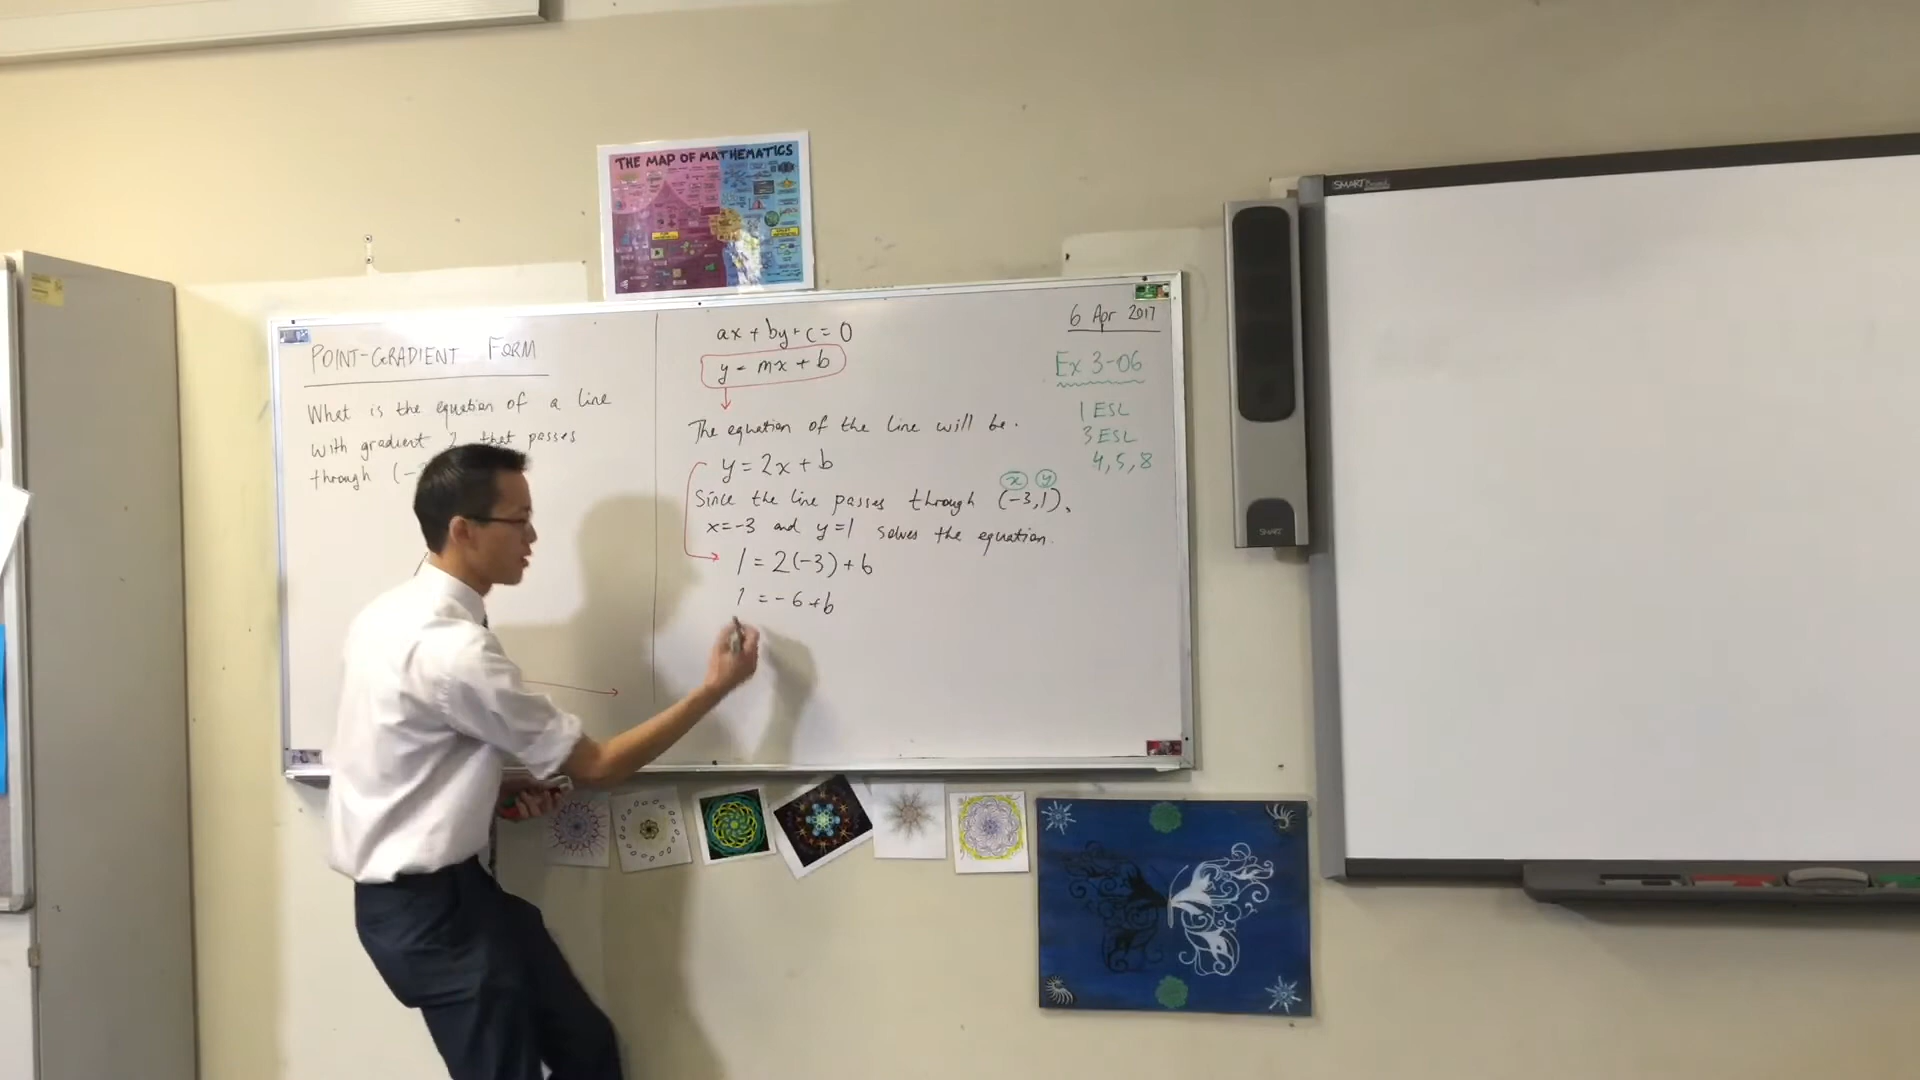 THE MAP OF MATHEMATICS
SMART Board
POINT-GRADIENT FORM
What is the equation of a line
with gradient 2 that passes
through (-
ax + by + c = 0
y = mx + b
The equation of the line will be.
y = 2x + b
x y
Since the line passes through (-3,1),
x=-3 and y=1 solves the equation.
1 = 2(-3) + b
1 = -6 + b
6 Apr 2017
Ex 3-06
1 ESL
3 ESL
4, 5, 8
SMART